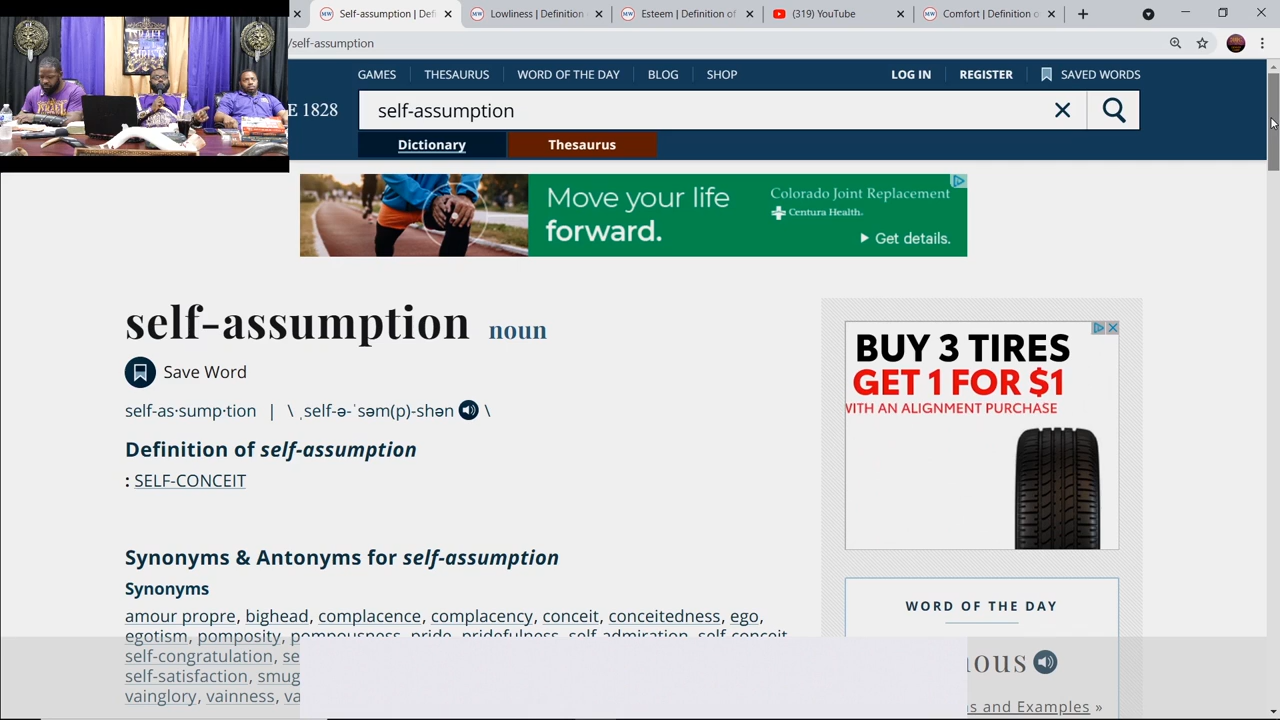 Self-assumption | Defi
Lowliness | Definition
Esteem | Definition of
(319) YouTube
Comfort | Definition o
/self-assumption
GAMES
THESAURUS
WORD OF THE DAY
BLOG
SHOP
LOG IN
REGISTER
SAVED WORDS
E 1828
self-assumption
Dictionary
Thesaurus
Move your life
forward.
Colorado Joint Replacement
Centura Health.
Get details.
self-assumption noun
Save Word
self-as·sump·tion | \ ˌself-ə-ˈsəm(p)-shən \
Definition of self-assumption
: SELF-CONCEIT
Synonyms & Antonyms for self-assumption
Synonyms
amour propre, bighead, complacence, complacency, conceit, conceitedness, ego,
egotism, pomposity, pompousness, pride, pridefulness, self-admiration, self-conceit
self-congratulation, se
self-satisfaction, smug
vainglory, vainness, va
BUY 3 TIRES
GET 1 FOR $1
WITH AN ALIGNMENT PURCHASE
WORD OF THE DAY
ous
s and Examples »